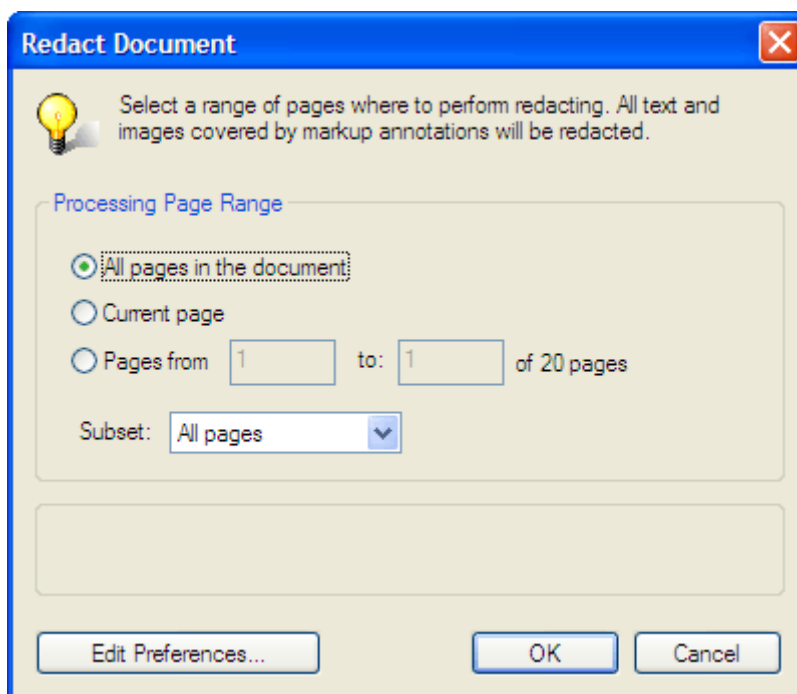 Redact Document
Select a range of pages where to perform redacting. All text and
images covered by markup annotations will be redacted.
Processing Page Range
All pages in the document
Current page
Pages from 1 to: 1 of 20 pages
Subset: All pages
Edit Preferences... OK Cancel